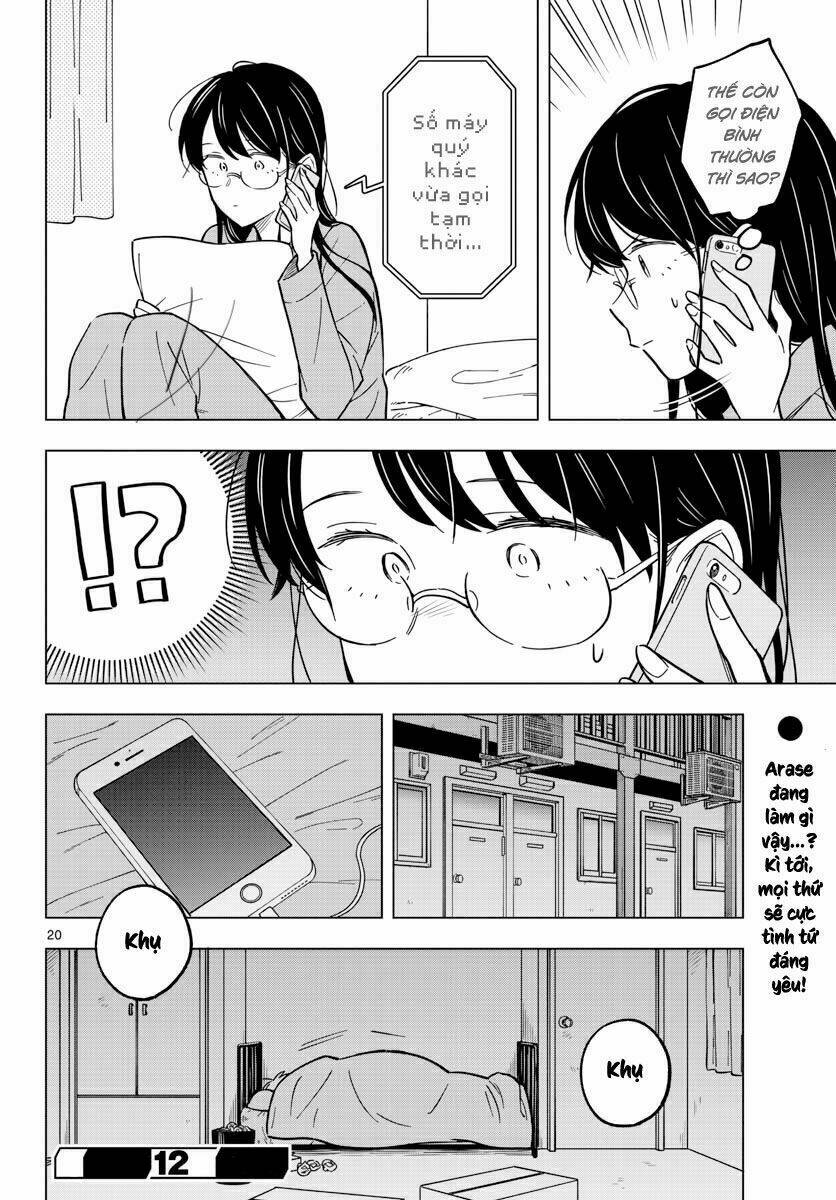 THẾ CÒN
GỌI ĐIỆN
BÌNH
THƯỜNG
THÌ SAO?
Số máy
quý
khác
vừa gọi
tạm
thời...
!?
Arase
đang
làm gì
vậy...?
Kì tới,
mọi thứ
sẽ cực
tình tứ
đáng
yêu!
20
Khụ
Khụ
12